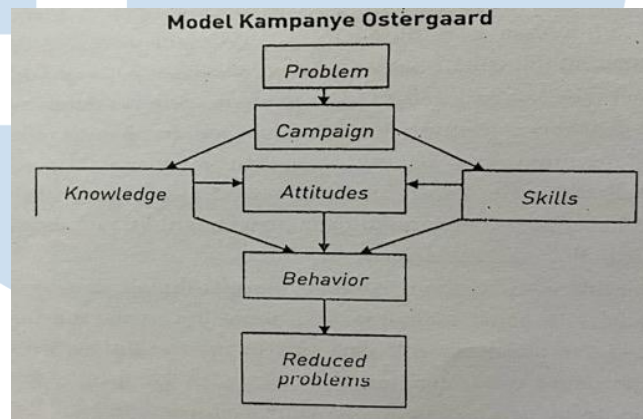 Model Kampanye Ostergaard
Problem
Campaign
Knowledge
Attitudes
Skills
Behavior
Reduced
problems